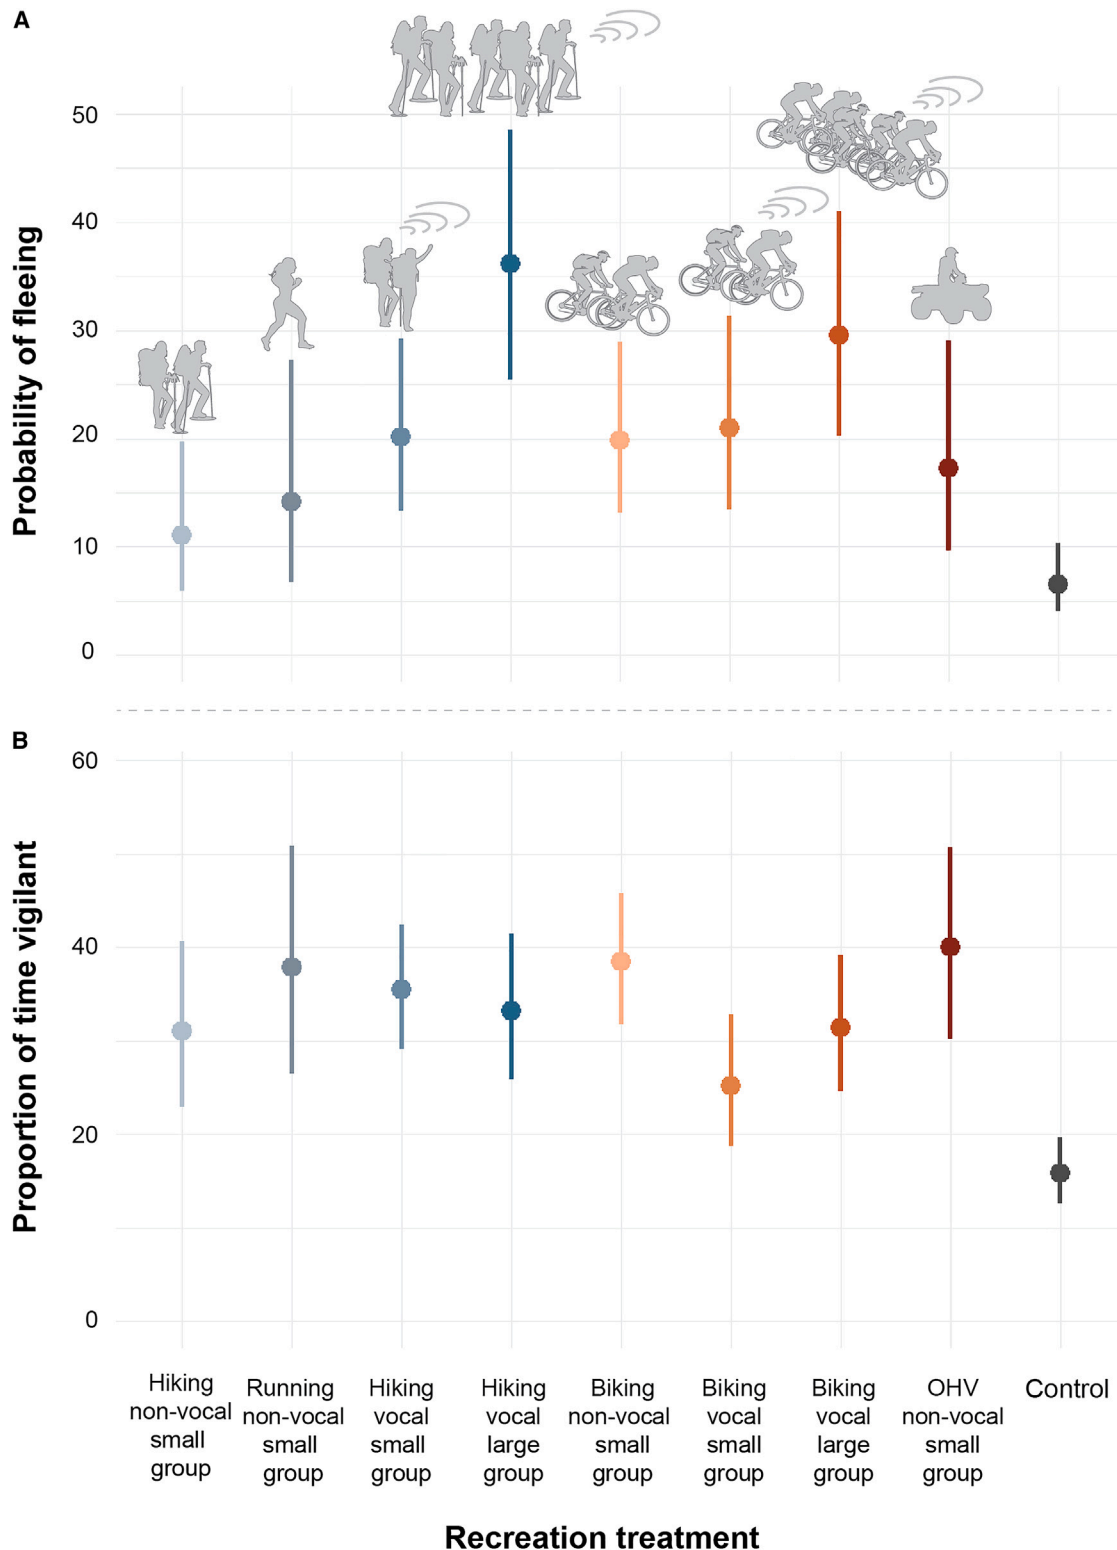 A
Probability of fleeing
50
40
30
20
10
0
B
Proportion of time vigilant
60
40
20
0
Hiking
non-vocal
small
group
Running
non-vocal
small
group
Hiking
vocal
small
group
Hiking
vocal
large
group
Biking
non-vocal
small
group
Biking
vocal
small
group
Biking
vocal
large
group
OHV
non-vocal
small
group
Control
Recreation treatment